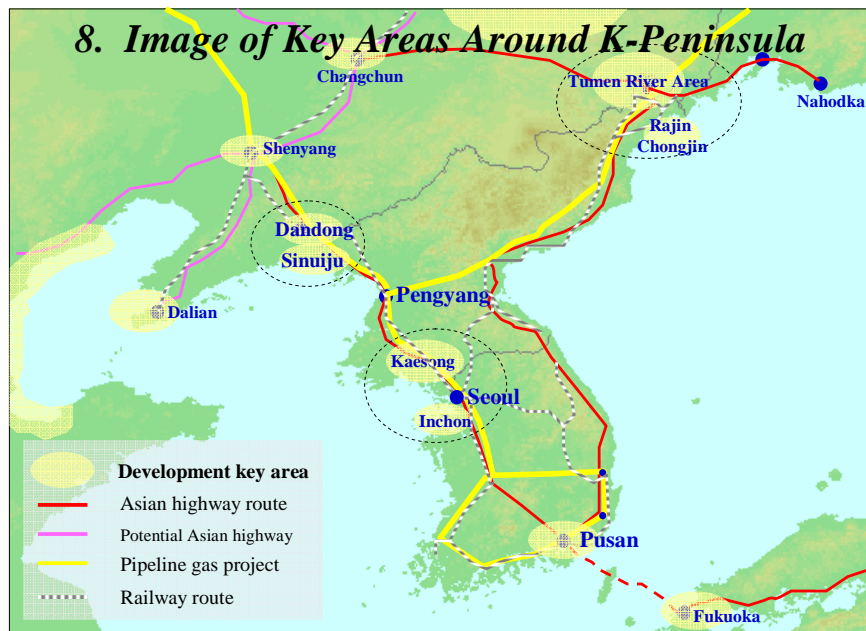 8. Image of Key Areas Around K-Peninsula
Changchun
Tumen River Area
Nahodka
Rajin
Chongjin
Shenyang
Dandong
Sinuiju
Pengyang
Dalian
Kaesong
Seoul
Inchon
Development key area
Asian highway route
Potential Asian highway
Pipeline gas project
Railway route
Pusan
Fukuoka